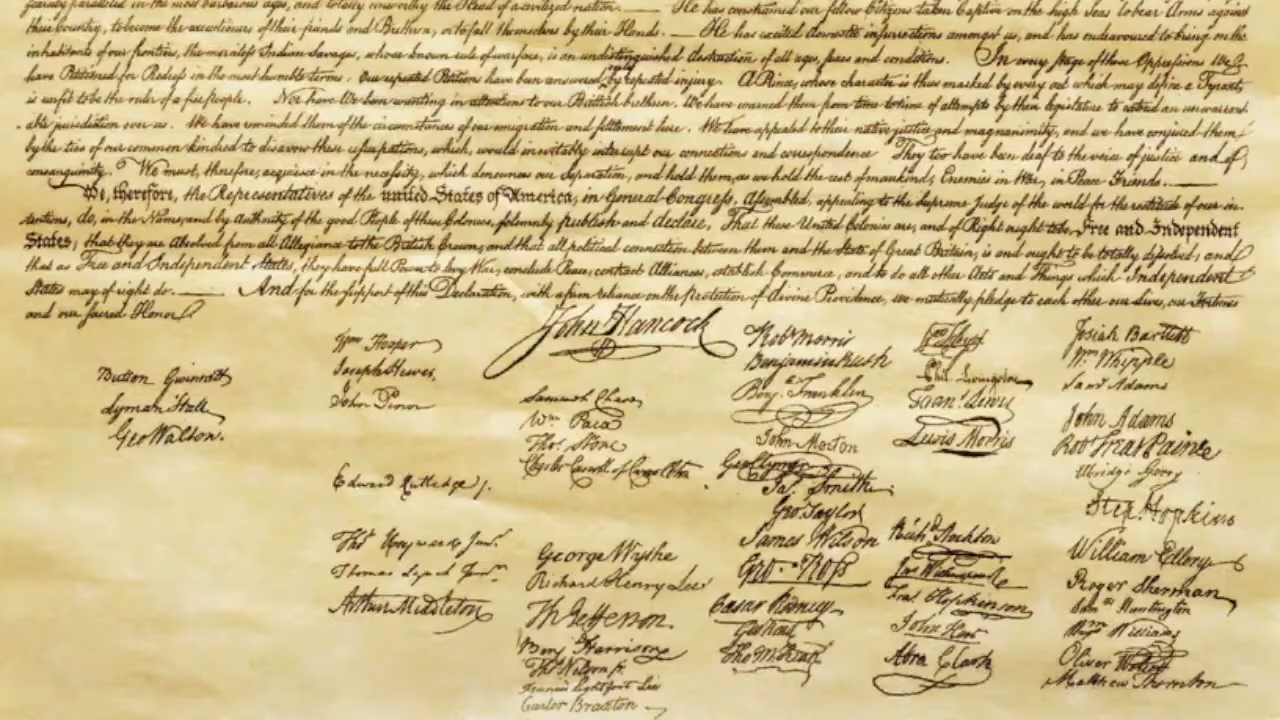 scarcely paralleled in the most barbarous ages, and totally unworthy the Head of a civilized nation. He has constrained our fellow Citizens taken Captive on the high Seas to bear Arms against
their Country, to become the executioners of their friends and Brethren, or to fall themselves by their Hands. — He has excited domestic insurrections amongst us, and has endeavoured to bring on the
inhabitants of our frontiers, the merciless Indian Savages, whose known rule of warfare, is an undistinguished destruction of all ages, sexes and conditions. In every stage of these Oppressions We
have Petitioned for Redress in the most humble terms. Our repeated Petitions have been answered by repeated injury. A Prince, whose character is thus marked by every act which may define a Tyrant,
is unfit to be the ruler of a free people. Nor have We been wanting in attentions to our Brittish brethren. We have warned them from time to time of attempts by their legislature to extend an unwarrant-
able jurisdiction over us. We have reminded them of the circumstances of our emigration and settlement here. We have appealed to their native justice and magnanimity, and we have conjured them
by the ties of our common kindred to disavow these usurpations, which, would inevitably interrupt our connections and correspondence They too have been deaf to the voice of justice and of
consanguinity. We must, therefore, acquiesce in the necessity, which denounces our Separation, and hold them, as we hold the rest of mankind, Enemies in War, in Peace Friends. —
We, therefore, the Representatives of the united States of America, in General Congress, Assembled, appealing to the Supreme Judge of the world for the rectitude of our in-
tentions, do, in the Name, and by Authority of the good People of these Colonies, solemnly publish and declare, That these United Colonies are, and of Right ought to be, Free and Independent
States; that they are Absolved from all Allegiance to the British Crown, and that all political connection between them and the State of Great Britain, is and ought to be totally dissolved; and
that as Free and Independent States, they have full Power to levy War, conclude Peace, contract Alliances, establish Commerce, and to do all other Acts and Things which Independent
States may of right do. — And for the support of this Declaration, with a firm reliance on the Protection of divine Providence, we mutually pledge to each other our Lives, our Fortunes
and our sacred Honor.
Button Gwinnett
Lyman Hall
Geo Walton.
Wm Hooper
Joseph Hewes,
John Penn
Edward Rutledge /.
Thos Heyward Junr.
Thomas Lynch Junr.
Arthur Middleton
John Hancock
Samuel Chase
Wm Paca
Thos. Stone
Charles Carroll of Carrollton
George Wythe
Richard Henry Lee
Th Jefferson.
Benj Harrison
Thos Nelson jr.
Francis Lightfoot Lee
Carter Braxton
Robt Morris
Benjamin Rush
Benj. Franklin
John Morton
Geo Clymer
Jas. Smith.
Geo. Taylor
James Wilson
Geo. Ross
Caesar Rodney
Geo Read
Tho M:Kean
Wm Floyd
Phil. Livingston
Frans. Lewis
Lewis Morris
Richd. Stockton
Jno Witherspoon
Fras. Hopkinson
John Hart
Abra Clark
Josiah Bartlett
Wm Whipple
Saml Adams
John Adams
Robt Treat Paine
Elbridge Gerry
Step. Hopkins
William Ellery
Roger Sherman
Saml Huntington
Wm Williams
Oliver Wolcott
Matthew Thornton